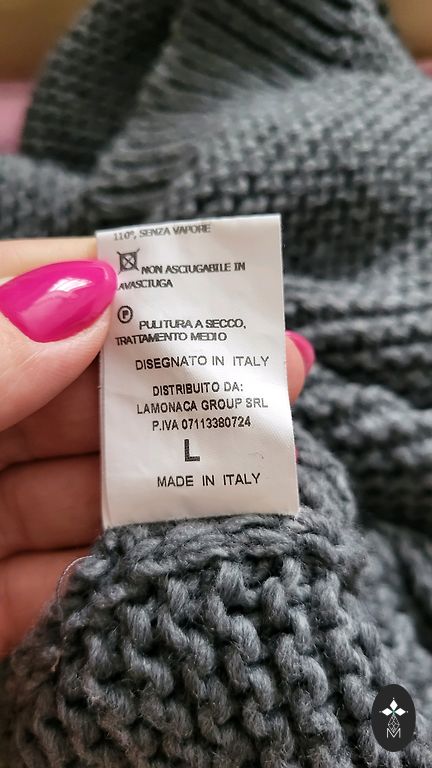 110°, SENZA VAPORE
NON ASCIUGABILE IN
AVASCIUGA
P
PULITURA A SECCO,
TRATTAMENTO MEDIO
DISEGNATO IN ITALY
DISTRIBUITO DA:
LAMONACA GROUP SRL
P.IVA 07113380724
L
MADE IN ITALY